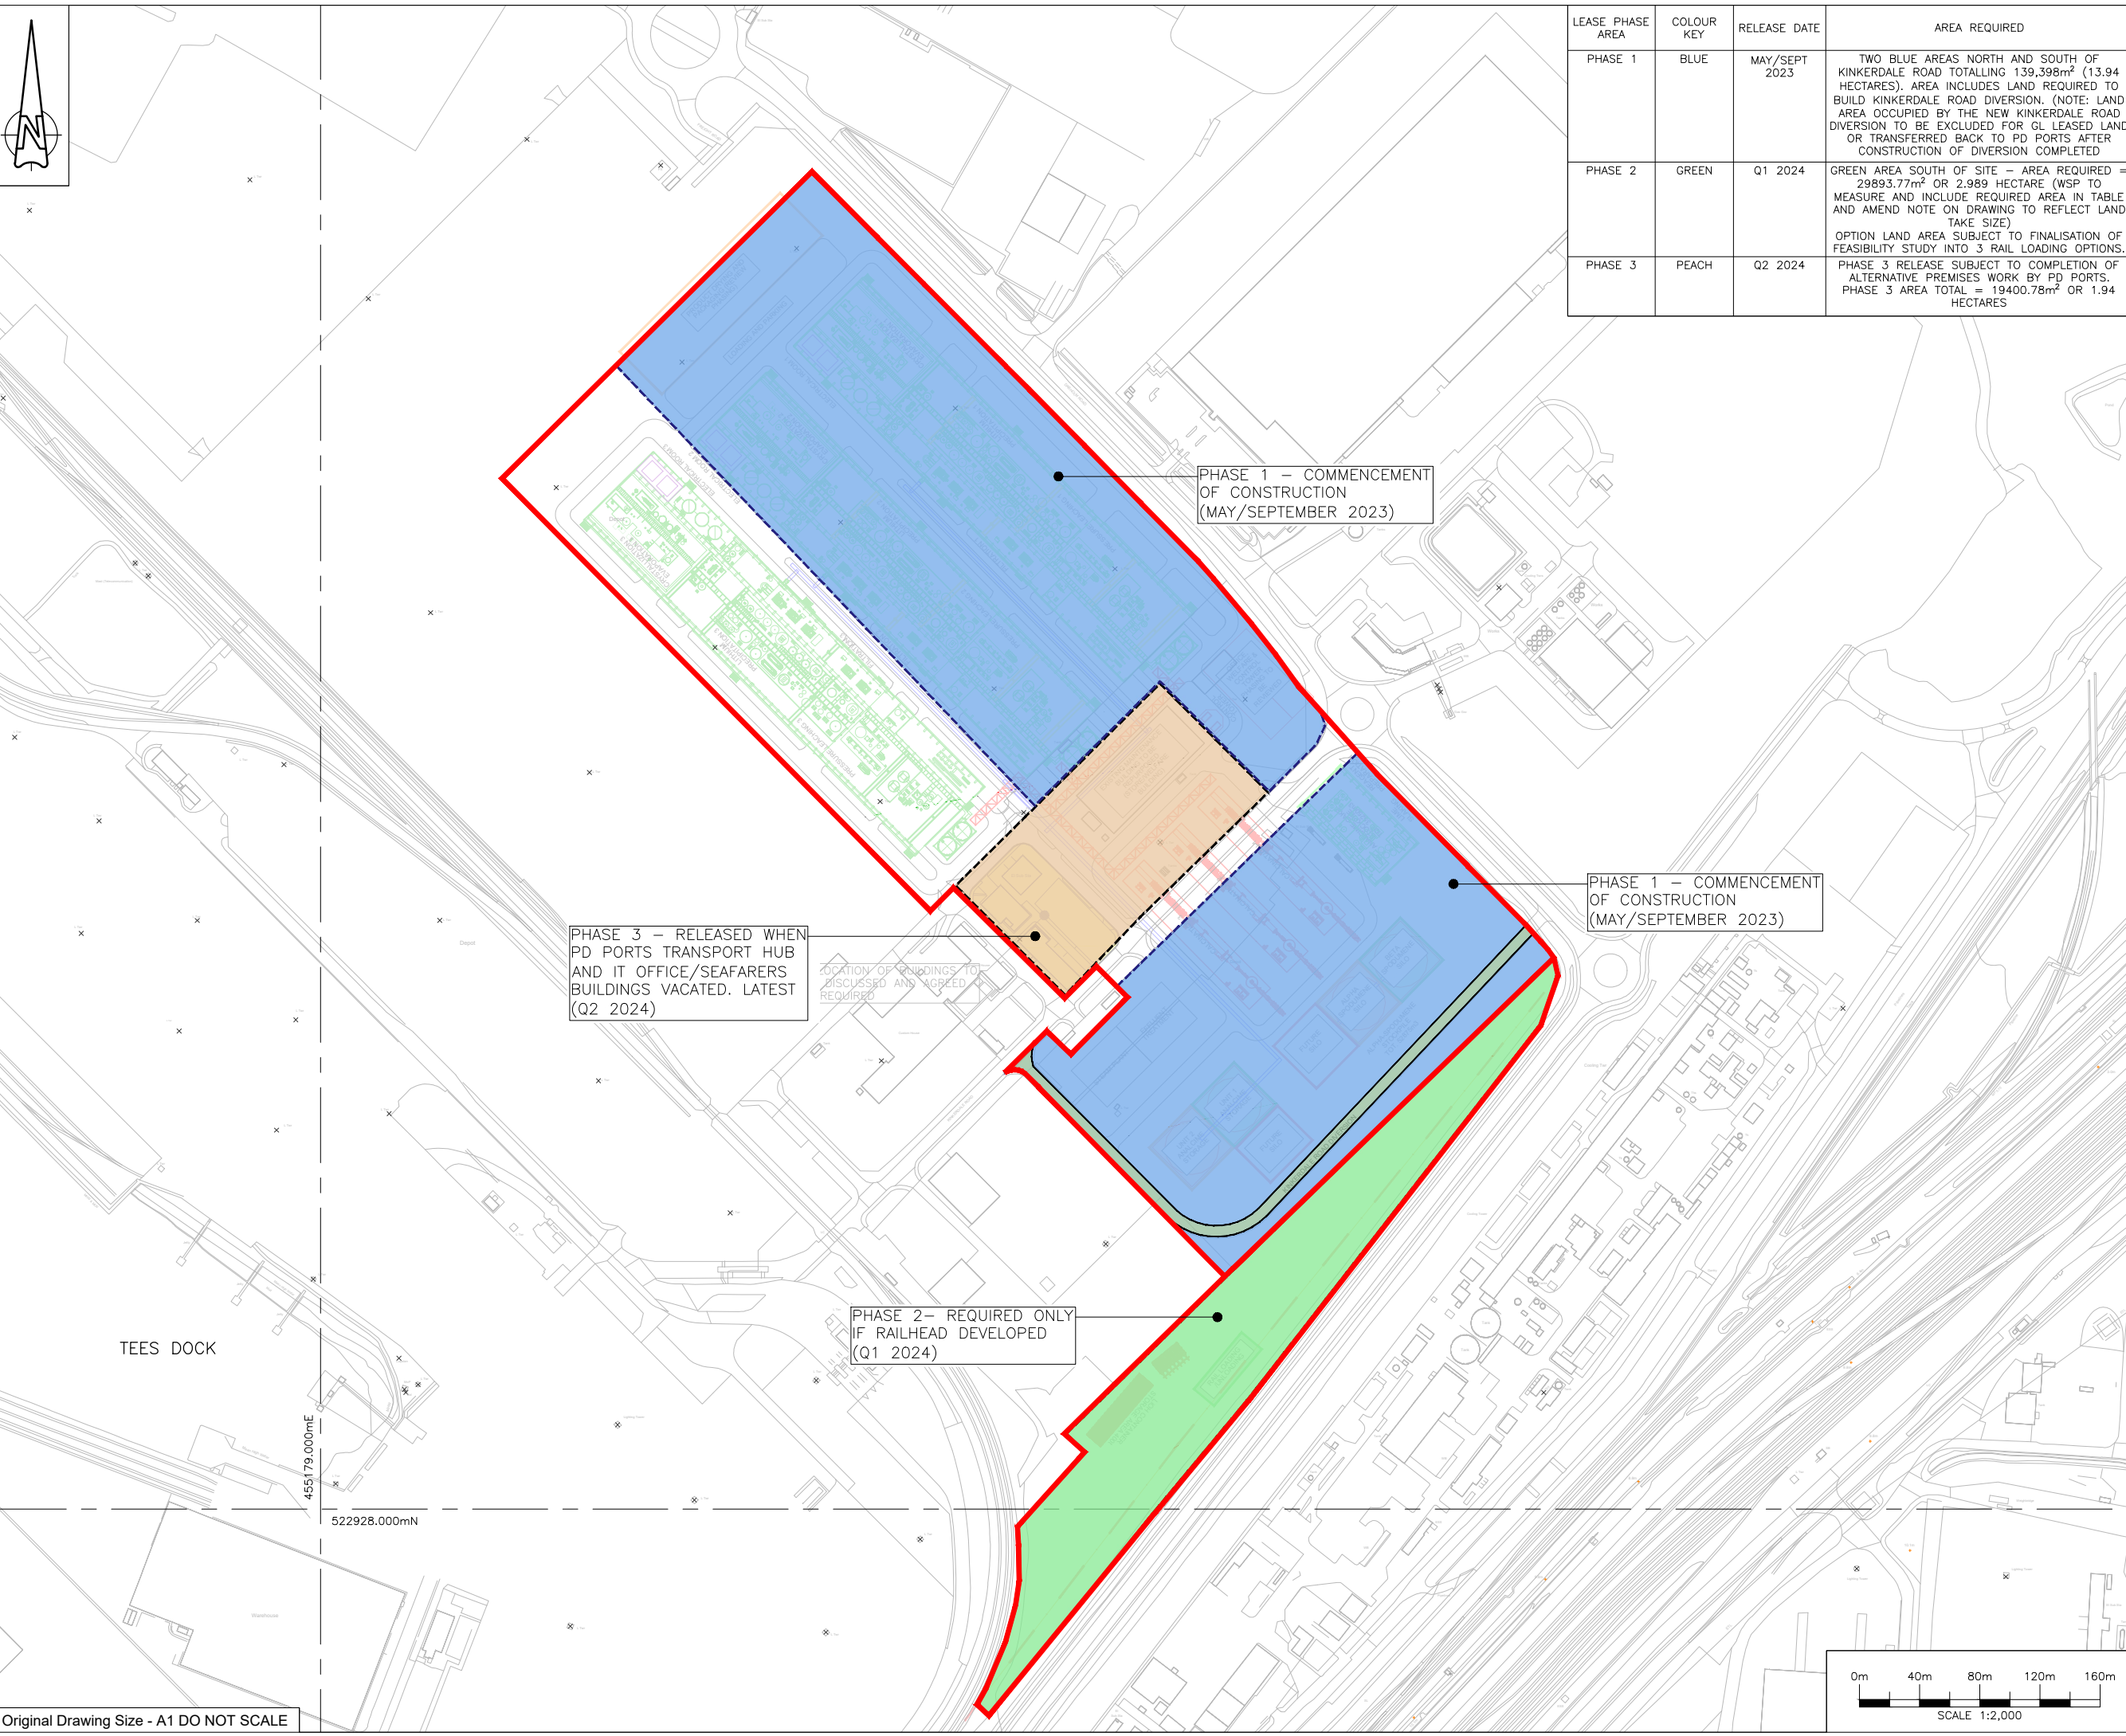 N
LEASE PHASE AREA
COLOUR KEY
RELEASE DATE
AREA REQUIRED
PHASE 1
BLUE
MAY/SEPT 2023
TWO BLUE AREAS NORTH AND SOUTH OF
KINKERDALE ROAD TOTALLING 139,398m² (13.94
HECTARES). AREA INCLUDES LAND REQUIRED TO
BUILD KINKERDALE ROAD DIVERSION. (NOTE: LAND
AREA OCCUPIED BY THE NEW KINKERDALE ROAD
DIVERSION TO BE EXCLUDED FOR GL LEASED LAND
OR TRANSFERRED BACK TO PD PORTS AFTER
CONSTRUCTION OF DIVERSION COMPLETED
PHASE 2
GREEN
Q1 2024
GREEN AREA SOUTH OF SITE – AREA REQUIRED =
29893.77m² OR 2.989 HECTARE (WSP TO
MEASURE AND INCLUDE REQUIRED AREA IN TABLE
AND AMEND NOTE ON DRAWING TO REFLECT LAND
TAKE SIZE)
OPTION LAND AREA SUBJECT TO FINALISATION OF
FEASIBILITY STUDY INTO 3 RAIL LOADING OPTIONS.
PHASE 3
PEACH
Q2 2024
PHASE 3 RELEASE SUBJECT TO COMPLETION OF
ALTERNATIVE PREMISES WORK BY PD PORTS.
PHASE 3 AREA TOTAL = 19400.78m² OR 1.94
HECTARES
PHASE 1 – COMMENCEMENT
OF CONSTRUCTION
(MAY/SEPTEMBER 2023)
PHASE 1 – COMMENCEMENT
OF CONSTRUCTION
(MAY/SEPTEMBER 2023)
PHASE 3 – RELEASED WHEN
PD PORTS TRANSPORT HUB
AND IT OFFICE/SEAFARERS
BUILDINGS VACATED. LATEST
(Q2 2024)
LOCATION OF BUILDINGS TO
DISCUSSED AND AGREED
REQUIRED
Depot
Depot
PHASE 2– REQUIRED ONLY
IF RAILHEAD DEVELOPED
(Q1 2024)
TEES DOCK
455179.000mE
522928.000mN
Warehouse
0m 40m 80m 120m 160m
SCALE 1:2,000
Original Drawing Size - A1 DO NOT SCALE